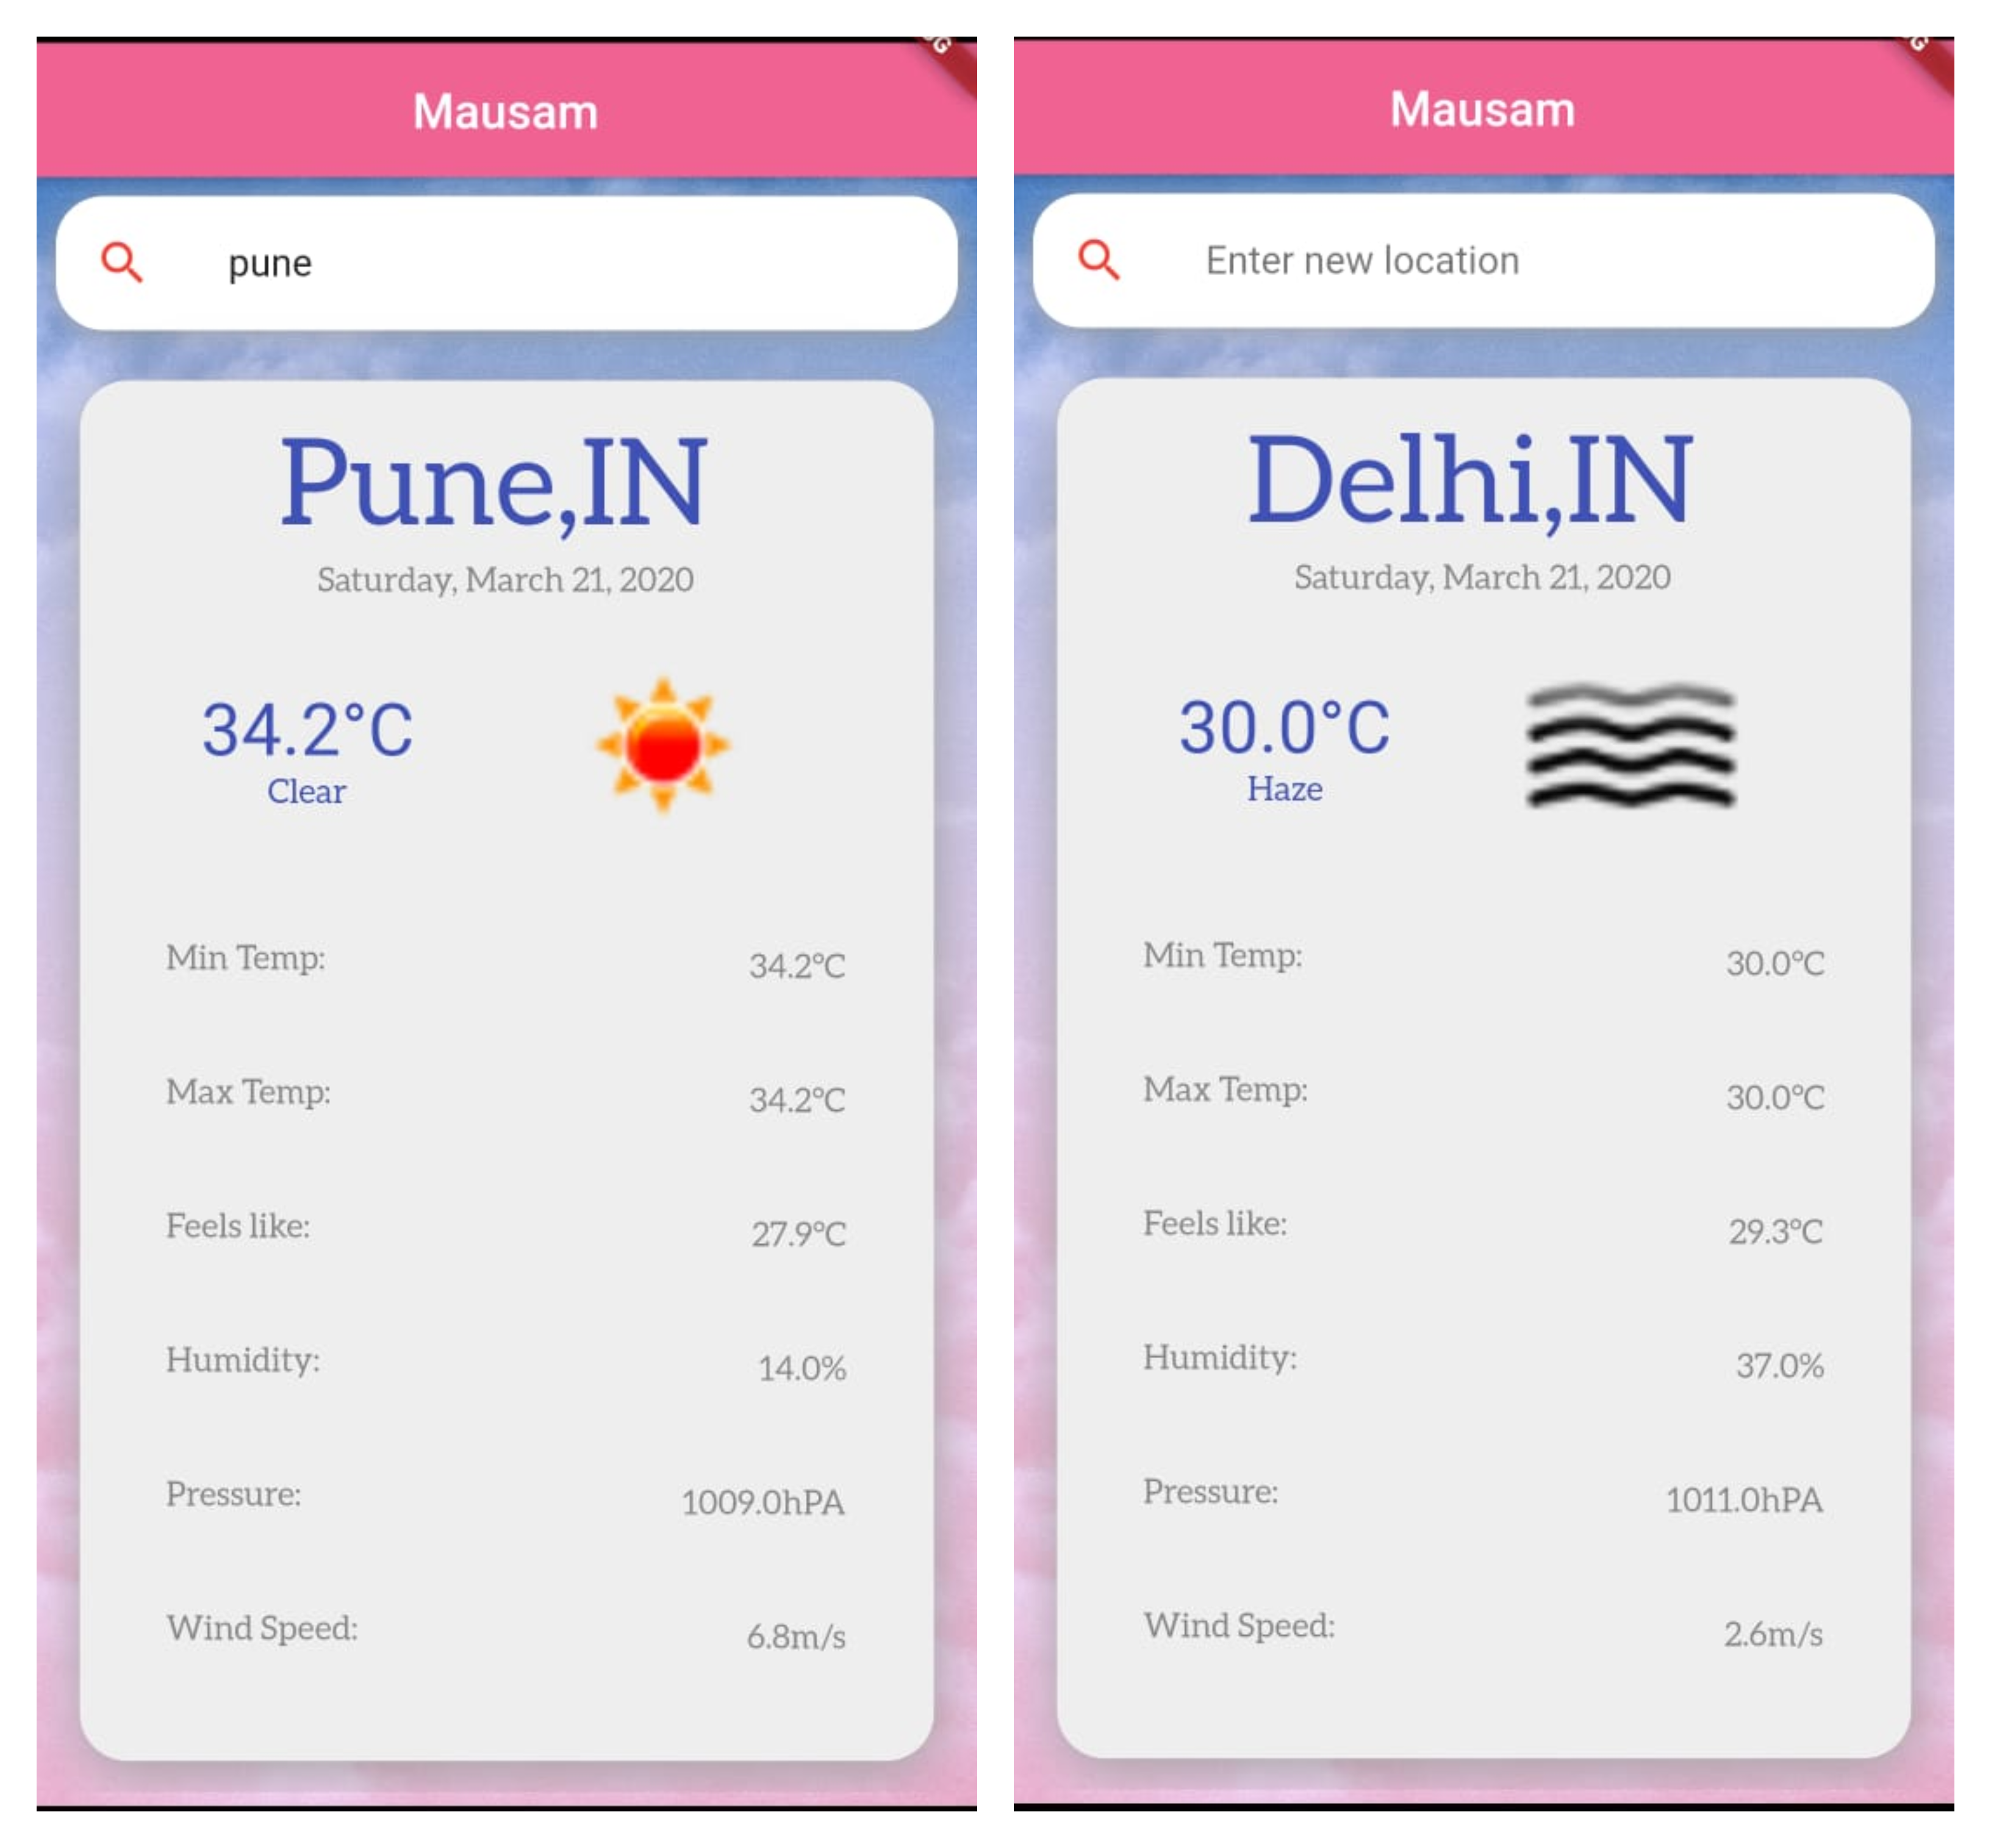 Mausam
pune
Pune,IN
Saturday, March 21, 2020
34.2°C
Clear
Min Temp: 34.2°C
Max Temp: 34.2°C
Feels like: 27.9°C
Humidity: 14.0%
Pressure: 1009.0hPA
Wind Speed: 6.8m/s
Mausam
Enter new location
Delhi,IN
Saturday, March 21, 2020
30.0°C
Haze
Min Temp: 30.0°C
Max Temp: 30.0°C
Feels like: 29.3°C
Humidity: 37.0%
Pressure: 1011.0hPA
Wind Speed: 2.6m/s